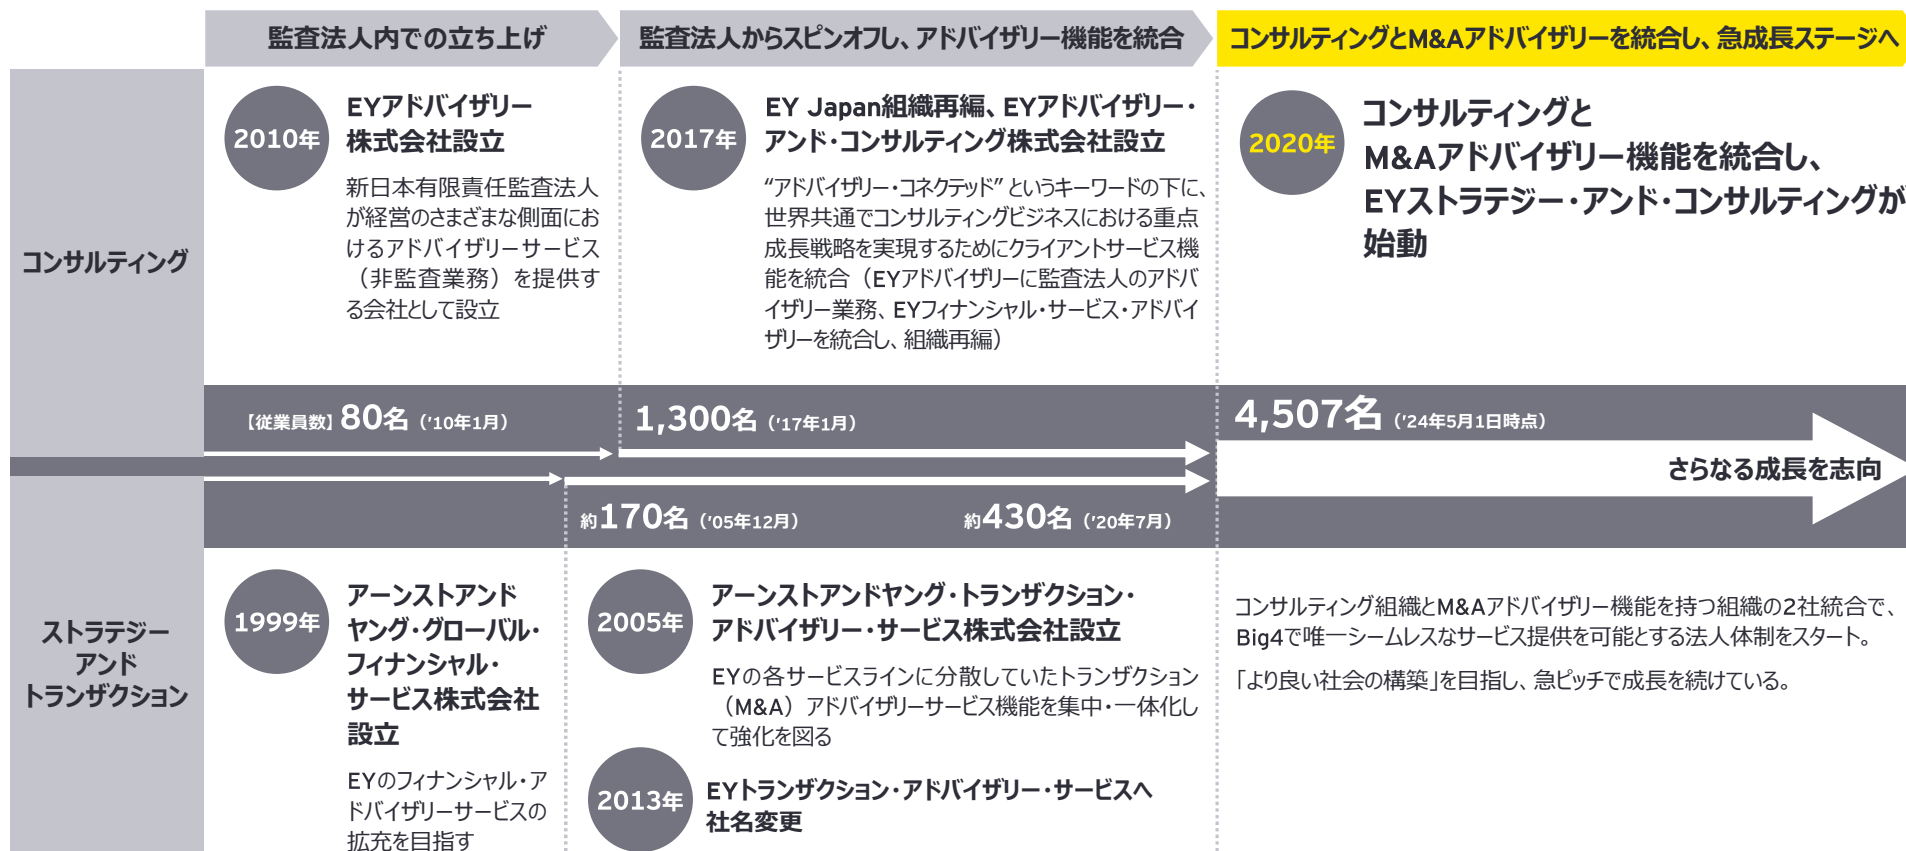 監査法人内での立ち上げ
監査法人からスピンオフし、アドバイザリー機能を統合
コンサルティングとM&Aアドバイザリーを統合し、急成長ステージへ
コンサルティング
2010年
EYアドバイザリー
株式会社設立
新日本有限責任監査法人
が経営のさまざまな側面にお
けるアドバイザリーサービス
（非監査業務）を提供す
る会社として設立
2017年
EY Japan組織再編、EYアドバイザリー・
アンド・コンサルティング株式会社設立
“アドバイザリー・コネクテッド” というキーワードの下に、
世界共通でコンサルティングビジネスにおける重点
成長戦略を実現するためにクライアントサービス機
能を統合（EYアドバイザリーに監査法人のアドバ
イザリー業務、EYフィナンシャル・サービス・アドバイ
ザリーを統合し、組織再編）
2020年
コンサルティングと
M&Aアドバイザリー機能を統合し、
EYストラテジー・アンド・コンサルティングが
始動
【従業員数】80名（'10年1月）
1,300名（'17年1月）
4,507名（'24年5月1日時点）
さらなる成長を志向
約170名（'05年12月）
約430名（'20年7月）
ストラテジー
アンド
トランザクション
1999年
アーンストアンド
ヤング・グローバル・
フィナンシャル・
サービス株式会社
設立
EYのフィナンシャル・ア
ドバイザリーサービスの
拡充を目指す
2005年
アーンストアンドヤング・トランザクション・
アドバイザリー・サービス株式会社設立
EYの各サービスラインに分散していたトランザクション
（M&A）アドバイザリーサービス機能を集中・一体化し
て強化を図る
2013年
EYトランザクション・アドバイザリー・サービスへ
社名変更
コンサルティング組織とM&Aアドバイザリー機能を持つ組織の2社統合で、
Big4で唯一シームレスなサービス提供を可能とする法人体制をスタート。
「より良い社会の構築」を目指し、急ピッチで成長を続けている。